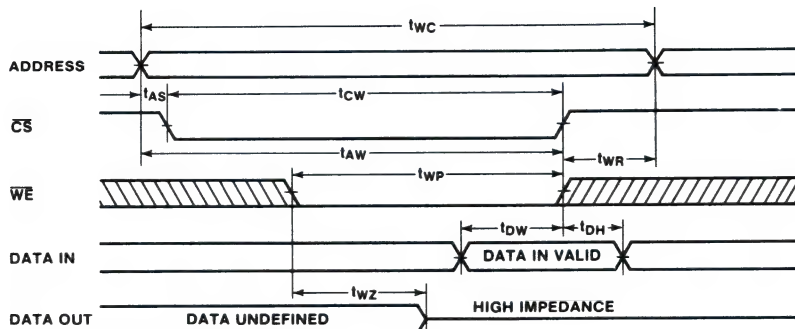 tWC
ADDRESS
tAS
tCW
CS
tAW
tWR
tWP
WE
tDW
tDH
DATA IN
DATA IN VALID
tWZ
HIGH IMPEDANCE
DATA OUT
DATA UNDEFINED